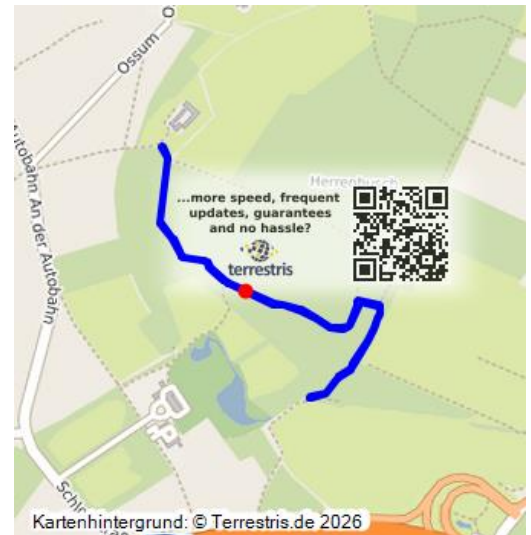 Ossum
O
Autobahn An der Autobahn
Herrenbusch
...more speed, frequent
updates, guarantees
and no hassle?
terrestris
Kartenhintergrund: © Terrestris.de 2026